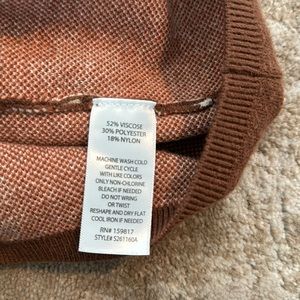 52% VISCOSE
30% POLYESTER
18% NYLON
MACHINE WASH COLD
GENTLE CYCLE
WITH LIKE COLORS
ONLY NON-CHLORINE
BLEACH IF NEEDED
DO NOT WRING
OR TWIST
RESHAPE AND DRY FLAT
COOL IRON IF NEEDED
RN# 159817
STYLE# S261160A